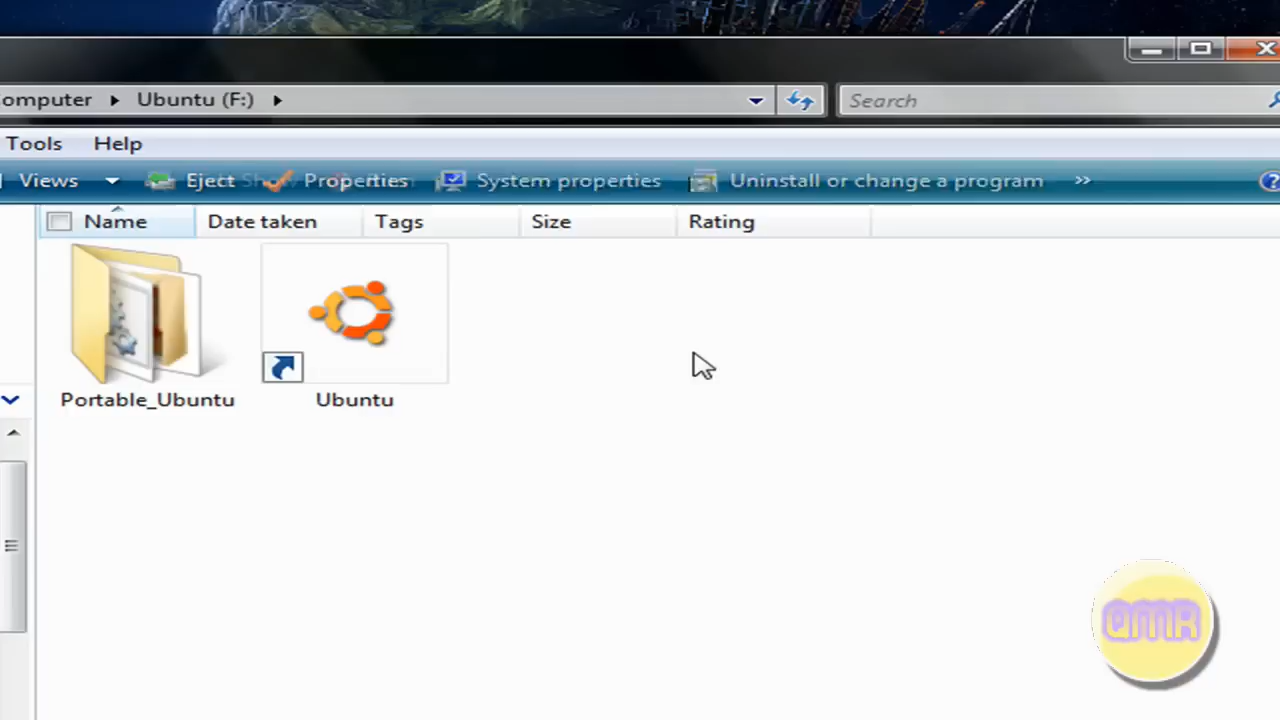 omputer Ubuntu (F:) Search
Tools Help
Views Eject Properties System properties Uninstall or change a program »
Name Date taken Tags Size Rating
Portable_Ubuntu Ubuntu
QMR